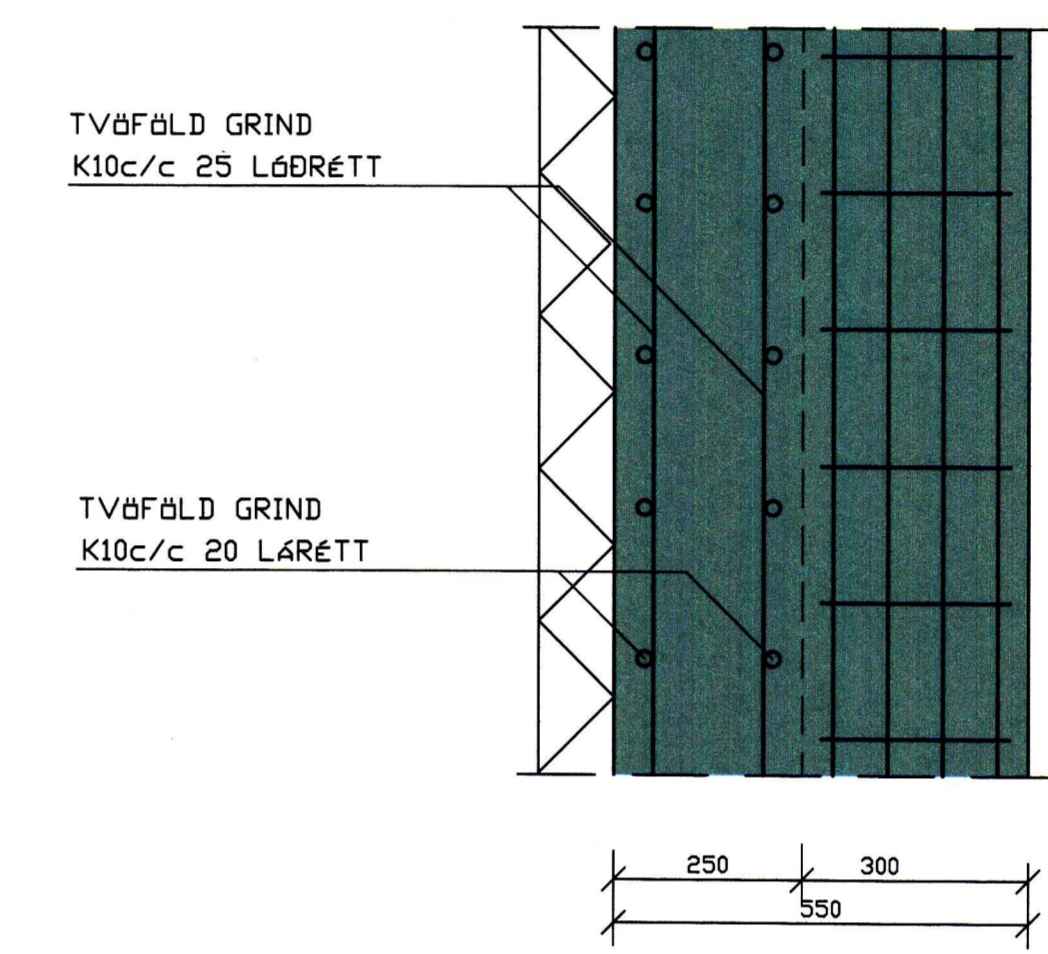 TVÖFÖLD GRIND
K10c/c 25 LÓÐRÉTT
TVÖFÖLD GRIND
K10c/c 20 LÁRÉTT
250 300
550